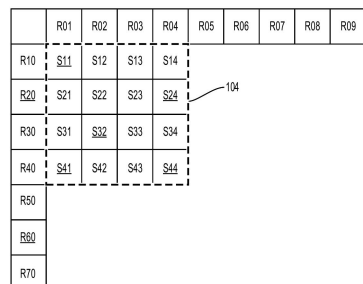 R01 R02 R03 R04 R05 R06 R07 R08 R09
R10 S11 S12 S13 S14
R20 S21 S22 S23 S24 104
R30 S31 S32 S33 S34
R40 S41 S42 S43 S44
R50
R60
R70